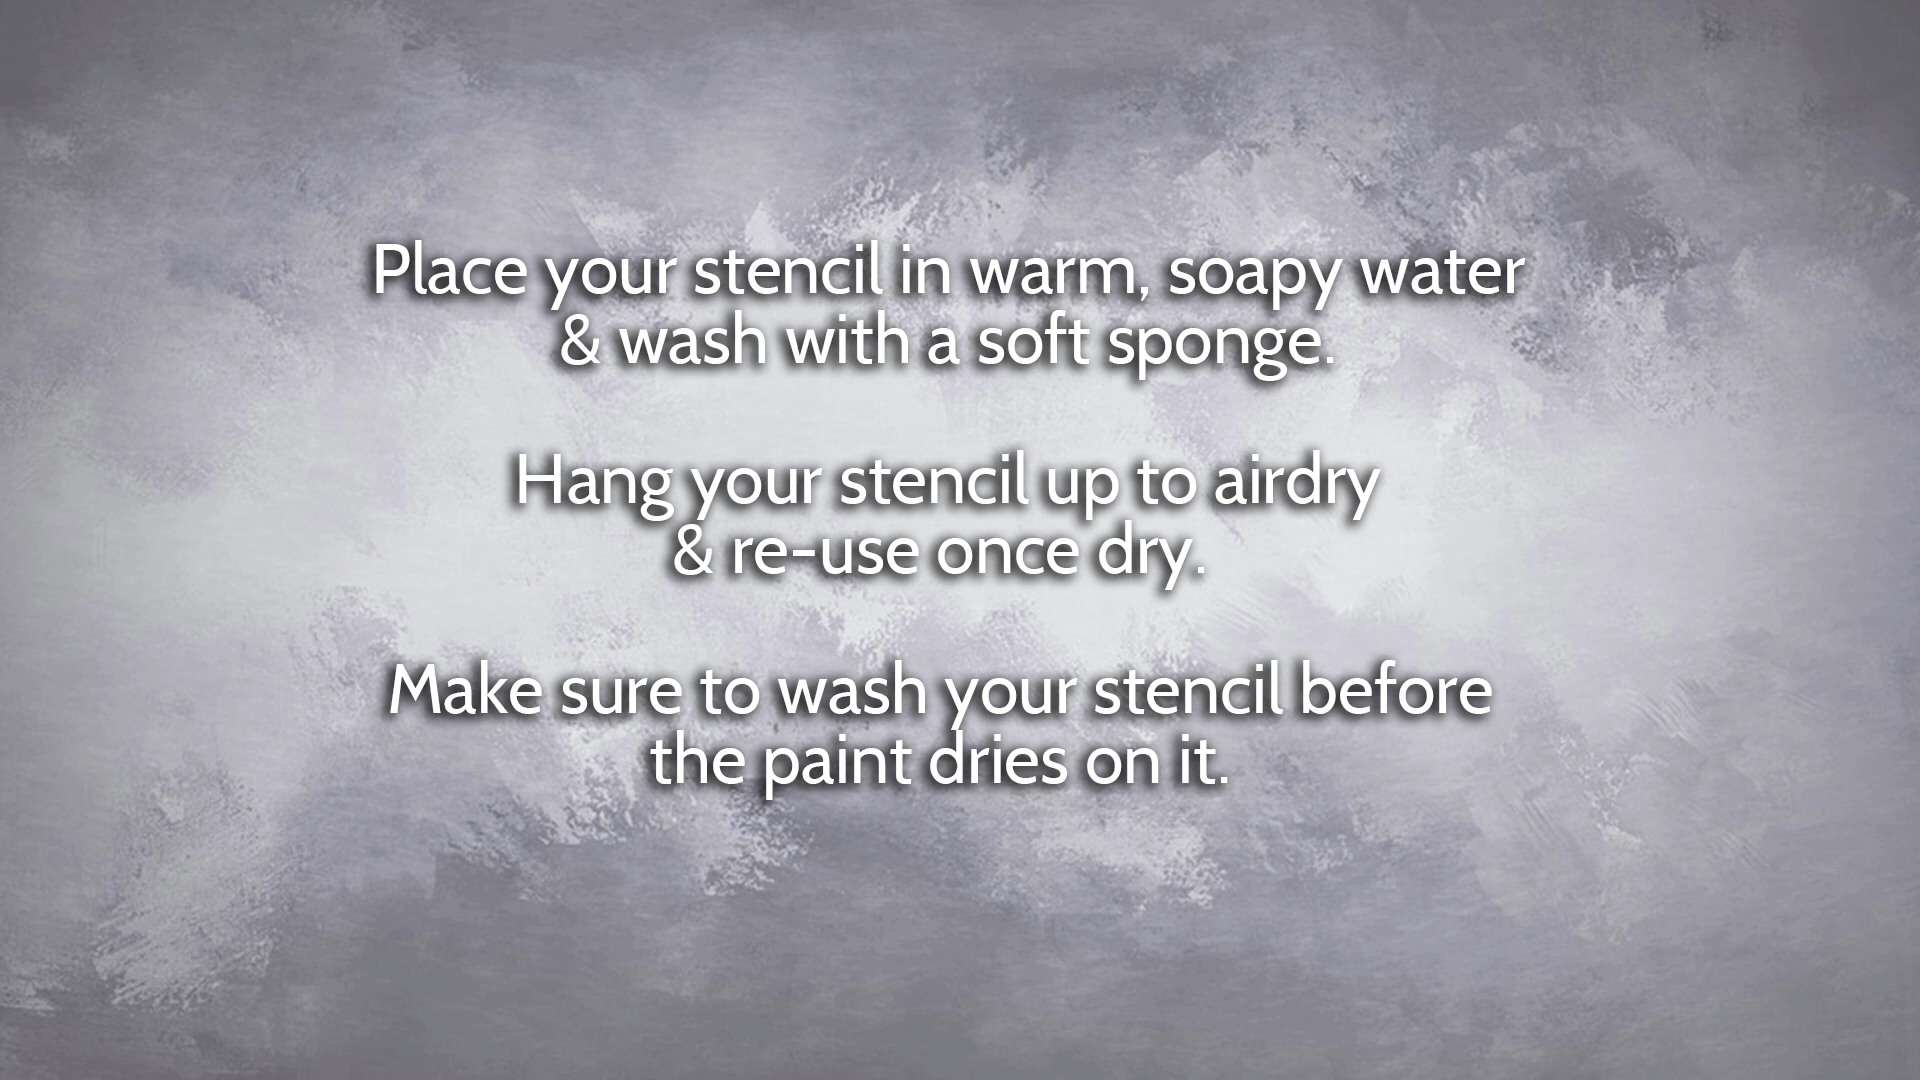 Place your stencil in warm, soapy water
& wash with a soft sponge.
Hang your stencil up to airdry
& re-use once dry.
Make sure to wash your stencil before
the paint dries on it.